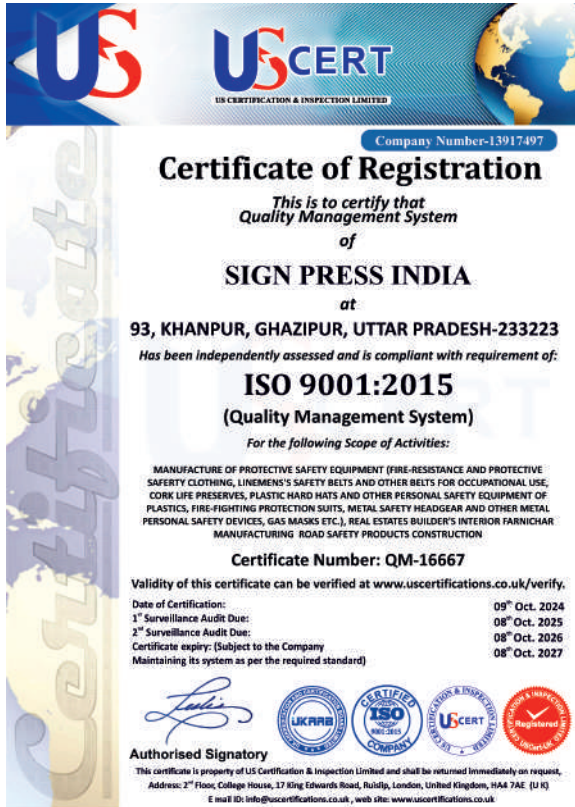 US
US CERT
US CERTIFICATION & INSPECTION LIMITED
Company Number-13917497
Certificate of Registration
This is to certify that
Quality Management System
of
SIGN PRESS INDIA
at
93, KHANPUR, GHAZIPUR, UTTAR PRADESH-233223
Has been independently assessed and is compliant with requirement of:
ISO 9001:2015
(Quality Management System)
For the following Scope of Activities:
MANUFACTURE OF PROTECTIVE SAFETY EQUIPMENT (FIRE-RESISTANCE AND PROTECTIVE
SAFERTY CLOTHING, LINEMENS'S SAFETY BELTS AND OTHER BELTS FOR OCCUPATIONAL USE,
CORK LIFE PRESERVES, PLASTIC HARD HATS AND OTHER PERSONAL SAFETY EQUIPMENT OF
PLASTICS, FIRE-FIGHTING PROTECTION SUITS, METAL SAFETY HEADGEAR AND OTHER METAL
PERSONAL SAFETY DEVICES, GAS MASKS ETC.), REAL ESTATES BUILDER'S INTERIOR FARNICHAR
MANUFACTURING ROAD SAFETY PRODUCTS CONSTRUCTION
Certificate Number: QM-16667
Validity of this certificate can be verified at www.uscertifications.co.uk/verify.
Date of Certification: 09th Oct. 2024
1st Surveillance Audit Due: 08th Oct. 2025
2nd Surveillance Audit Due: 08th Oct. 2026
Certificate expiry: (Subject to the Company 08th Oct. 2027
Maintaining its system as per the required standard)
Certificate
UKAAB
CERTIFIED
ISO
9001:2015
COMPANY
US CERTIFICATION & INSPECTION LIMITED
US CERT
Registered
Authorised Signatory
This certificate is property of US Certification & Inspection Limited and shall be returned immediately on request,
Address: 2nd Floor, College House, 17 King Edwards Road, Ruislip, London, United Kingdom, HA4 7AE (U K)
E mail ID: info@uscertifications.co.uk , web site: www.uscertifications.co.uk